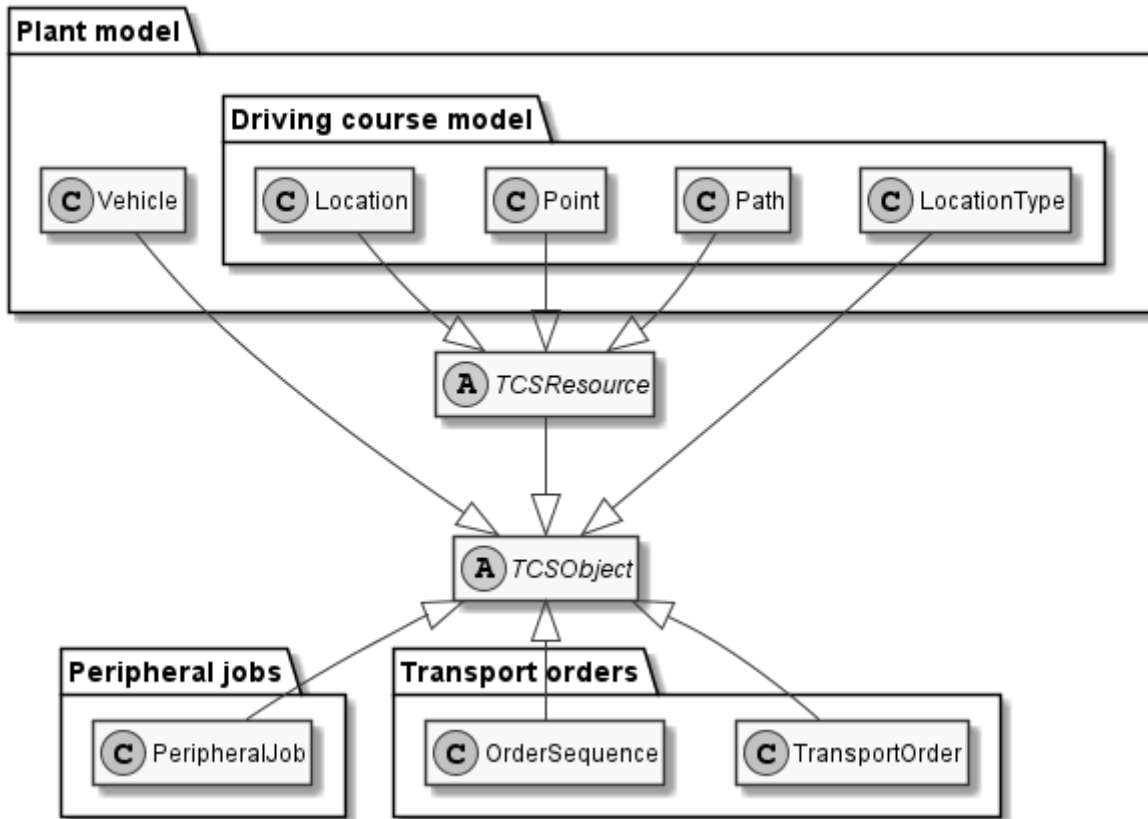 Plant model
Driving course model
C Vehicle
C Location
C Point
C Path
C LocationType
A TCSResource
A TCSObject
Peripheral jobs
Transport orders
C PeripheralJob
C OrderSequence
C TransportOrder